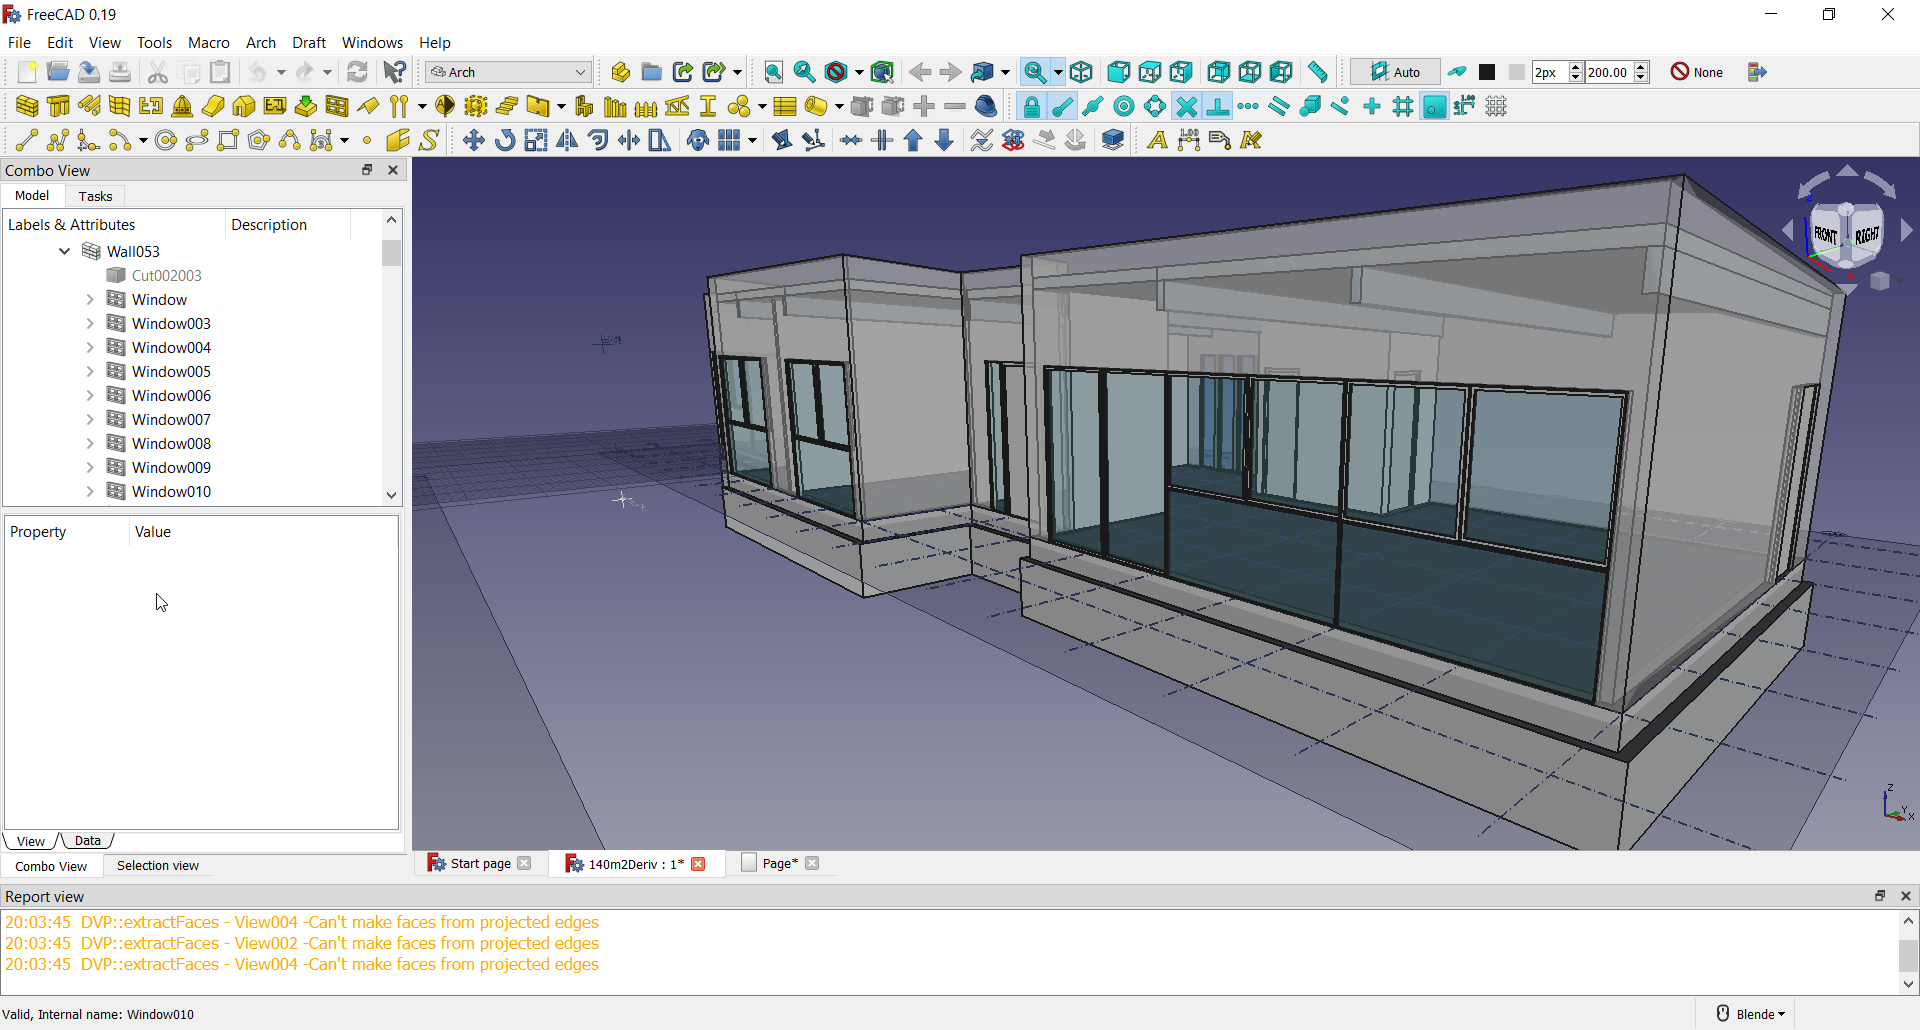 FreeCAD 0.19
File Edit View Tools Macro Arch Draft Windows Help
Arch
Auto
2px
200.00
None
1.00
1.00
Combo View
Model
Tasks
Labels & Attributes
Description
Wall053
Cut002003
Window
Window003
Window004
Window005
Window006
Window007
Window008
Window009
Window010
Property
Value
View
Data
Combo View
Selection view
FRONT
RIGHT
Z
X
Z
Y
X
Start page
140m2Deriv : 1*
Page*
Report view
20:03:45 DVP::extractFaces - View004 -Can't make faces from projected edges
20:03:45 DVP::extractFaces - View002 -Can't make faces from projected edges
20:03:45 DVP::extractFaces - View004 -Can't make faces from projected edges
Valid, Internal name: Window010
Blende